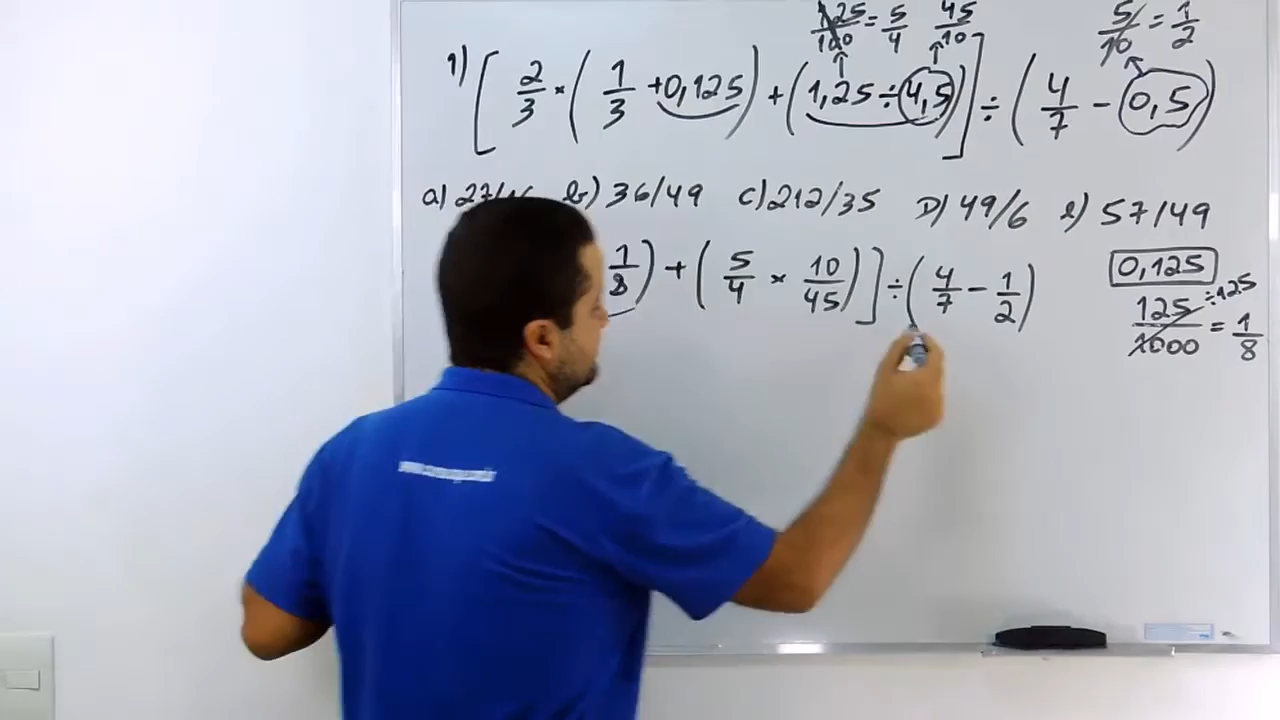 125/100 = 5/4 45/10 5/10 = 1/2
1) [ 2/3 × ( 1/3 + 0,125 ) + ( 1,25 ÷ 4,5 ) ] ÷ ( 4/7 - 0,5 )
a) 27/16 b) 36/49 c) 212/35 D) 49/6 e) 57/49
1/8 ) + ( 5/4 × 10/45 ) ] ÷ ( 4/7 - 1/2 )
0,125
125/1000 ÷125 = 1/8